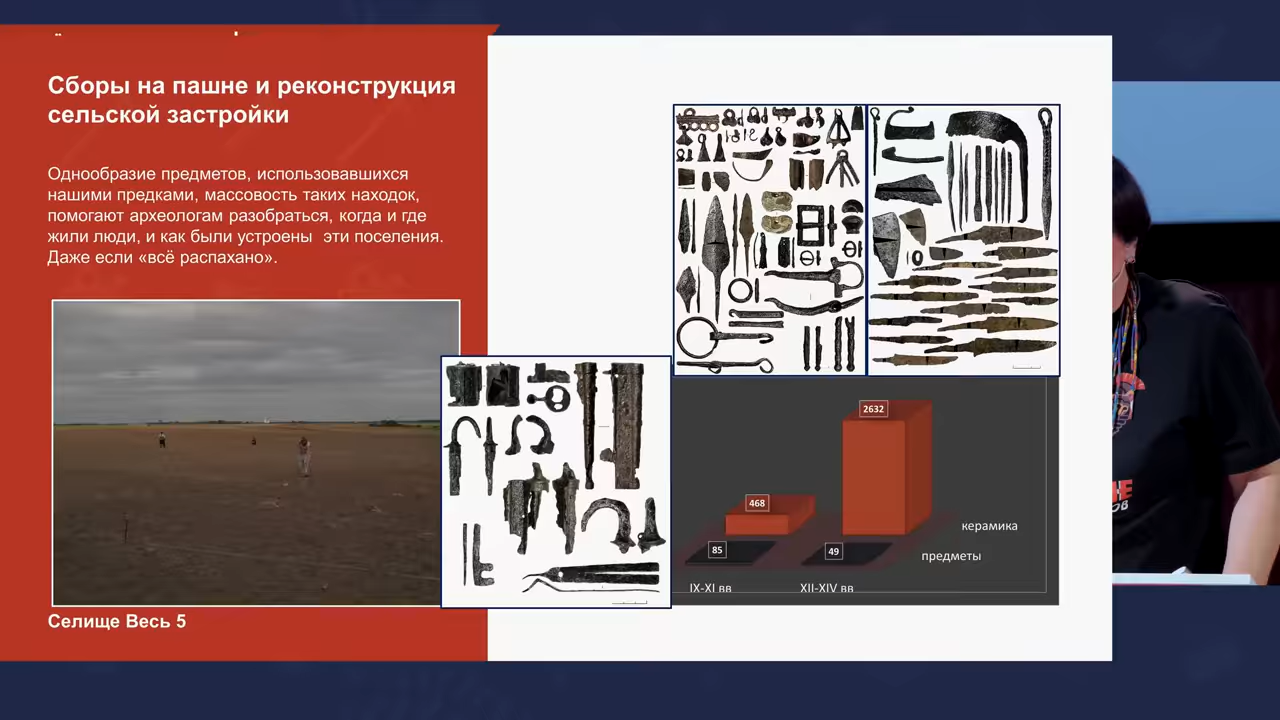 Сборы на пашне и реконструкция
сельской застройки
Однообразие предметов, использовавшихся
нашими предками, массовость таких находок,
помогают археологам разобраться, когда и где
жили люди, и как были устроены эти поселения.
Даже если «всё распахано».
Селище Весь 5
2632
468
85
49
керамика
предметы
IX-XI вв
XII-XIV вв